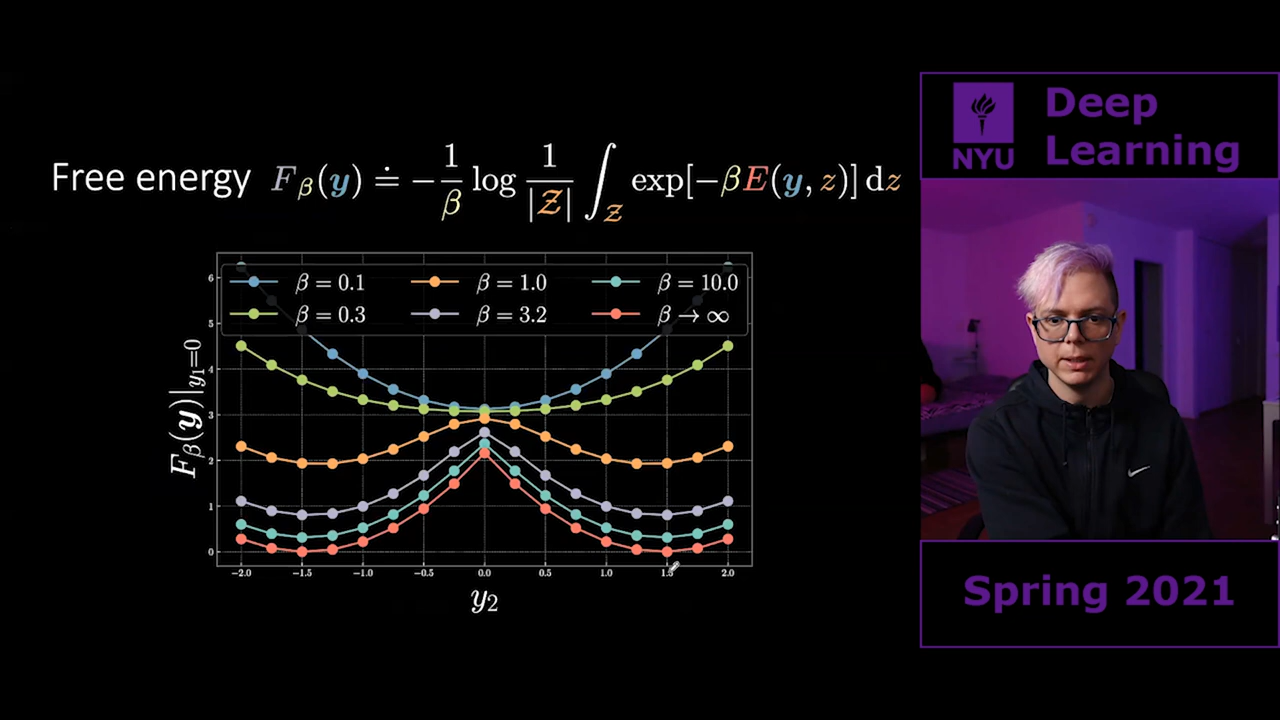 Free energy F_β(y) ≐ −1/β log 1/|𝒵| ∫_𝒵 exp[−βE(y, z)] dz
β = 0.1 β = 1.0 β = 10.0
β = 0.3 β = 3.2 β → ∞
6
5
4
3
2
1
0
F_β(y)|_{y₁=0}
−2.0 −1.5 −1.0 −0.5 0.0 0.5 1.0 1.5 2.0
y₂
NYU
Deep
Learning
Spring 2021